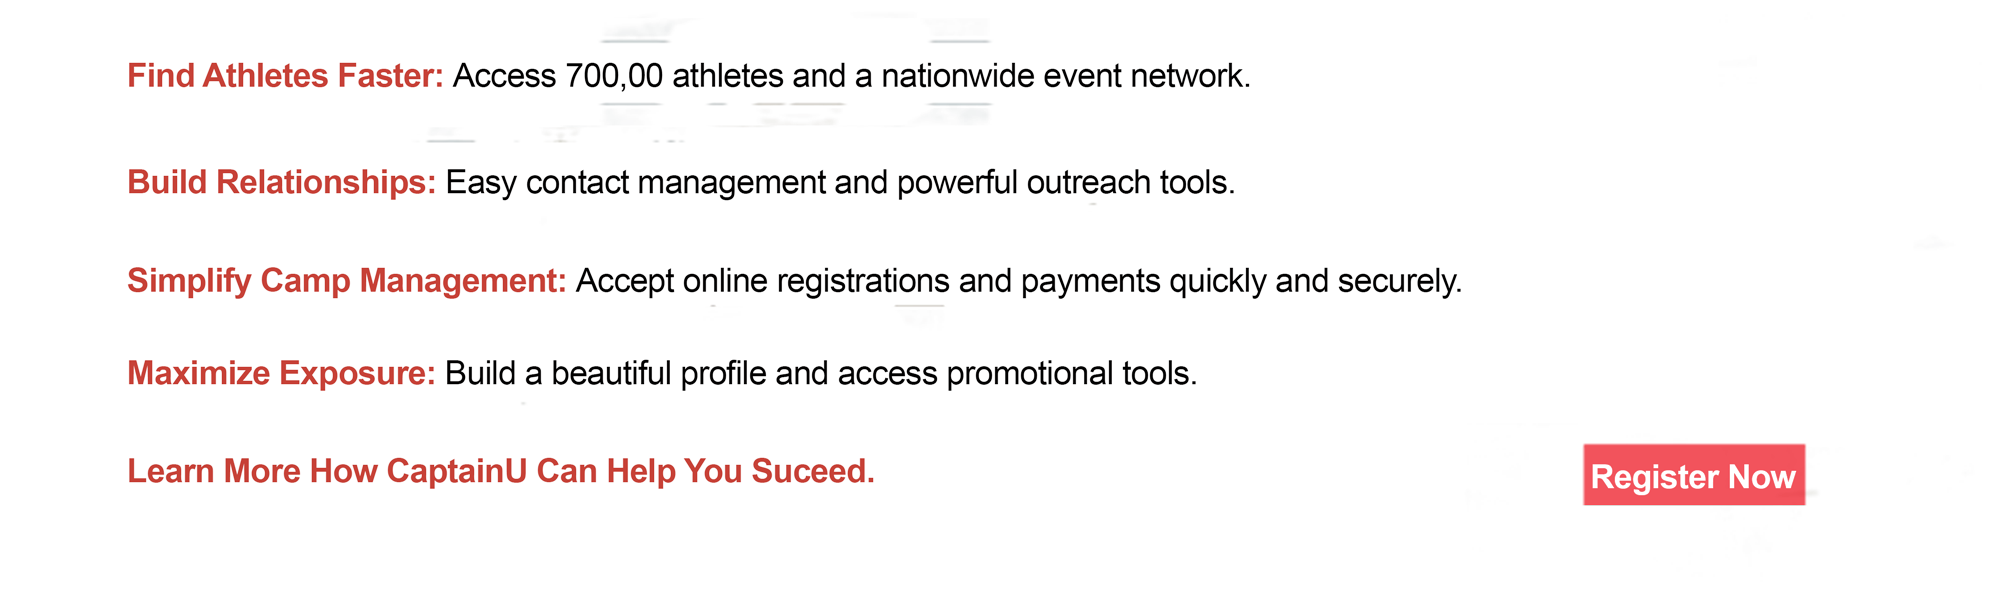 Find Athletes Faster: Access 700,00 athletes and a nationwide event network.
Build Relationships: Easy contact management and powerful outreach tools.
Simplify Camp Management: Accept online registrations and payments quickly and securely.
Maximize Exposure: Build a beautiful profile and access promotional tools.
Learn More How CaptainU Can Help You Suceed.
Register Now